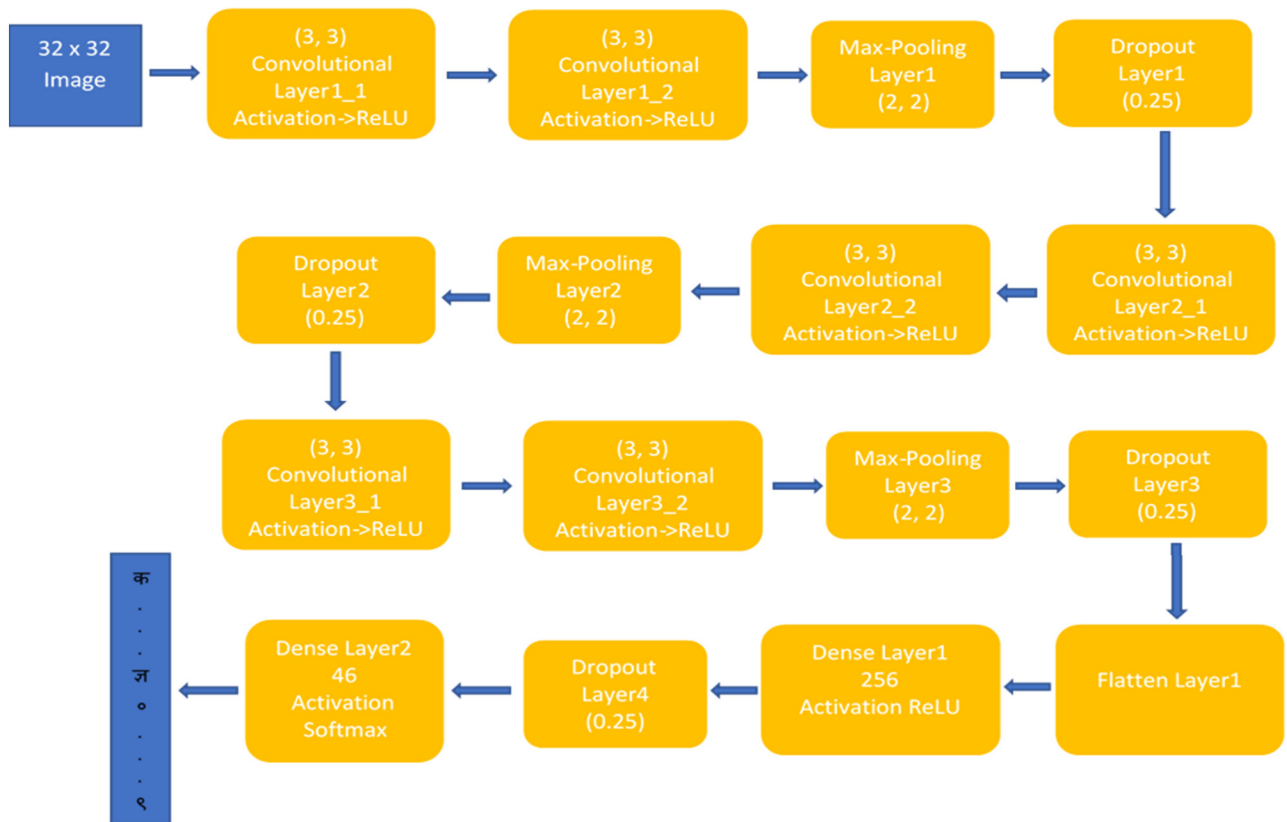 32 x 32
Image
(3, 3)
Convolutional
Layer1_1
Activation->ReLU
(3, 3)
Convolutional
Layer1_2
Activation->ReLU
Max-Pooling
Layer1
(2, 2)
Dropout
Layer1
(0.25)
(3, 3)
Convolutional
Layer2_1
Activation->ReLU
(3, 3)
Convolutional
Layer2_2
Activation->ReLU
Max-Pooling
Layer2
(2, 2)
Dropout
Layer2
(0.25)
(3, 3)
Convolutional
Layer3_1
Activation->ReLU
(3, 3)
Convolutional
Layer3_2
Activation->ReLU
Max-Pooling
Layer3
(2, 2)
Dropout
Layer3
(0.25)
Flatten Layer1
Dense Layer1
256
Activation ReLU
Dropout
Layer4
(0.25)
Dense Layer2
46
Activation
Softmax
क
.
.
.
ज्ञ
०
.
.
.
९